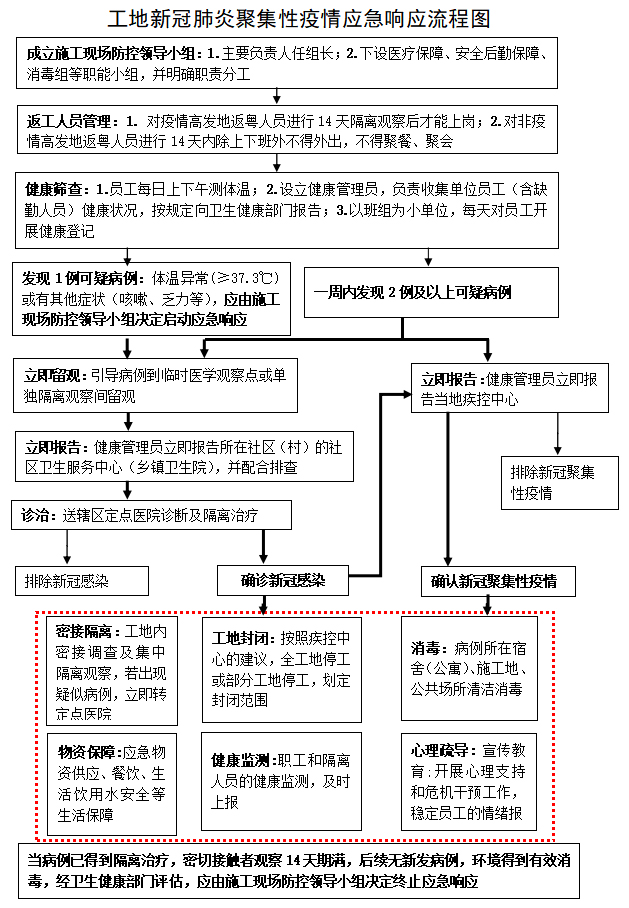 工地新冠肺炎聚集性疫情应急响应流程图
成立施工现场防控领导小组：1.主要负责人任组长；2.下设医疗保障、安全后勤保障、
消毒组等职能小组，并明确职责分工
返工人员管理：1. 对疫情高发地返粤人员进行 14 天隔离观察后才能上岗；2.对非疫
情高发地返粤人员进行 14 天内除上下班外不得外出，不得聚餐、聚会
健康筛查：1.员工每日上下午测体温；2.设立健康管理员，负责收集单位员工（含缺
勤人员）健康状况，按规定向卫生健康部门报告；3.以班组为小单位，每天对员工开
展健康登记
发现 1 例可疑病例：体温异常(≥37.3℃)
或有其他症状（咳嗽、乏力等），应由施工
现场防控领导小组决定启动应急响应
一周内发现 2 例及以上可疑病例
立即留观：引导病例到临时医学观察点或单
独隔离观察间留观
立即报告：健康管理员立即报
告当地疾控中心
立即报告：健康管理员立即报告所在社区（村）的社
区卫生服务中心（乡镇卫生院），并配合排查
排除新冠聚集
性疫情
诊治：送辖区定点医院诊断及隔离治疗
排除新冠感染
确诊新冠感染
确认新冠聚集性疫情
密接隔离：工地内
密接调查及集中
隔离观察，若出现
疑似病例，立即转
定点医院
工地封闭：按照疾控中
心的建议，全工地停工
或部分工地停工，划定
封闭范围
消毒：病例所在宿
舍(公寓)、施工地、
公共场所清洁消毒
物资保障:应急物
资供应、餐饮、生
活饮用水安全等
生活保障
健康监测：职工和隔离
人员的健康监测，及时
上报
心理疏导：宣传教
育:开展心理支持
和危机干预工作，
稳定员工的情绪报
当病例已得到隔离治疗，密切接触者观察 14 天期满，后续无新发病例，环境得到有效消
毒，经卫生健康部门评估，应由施工现场防控领导小组决定终止应急响应